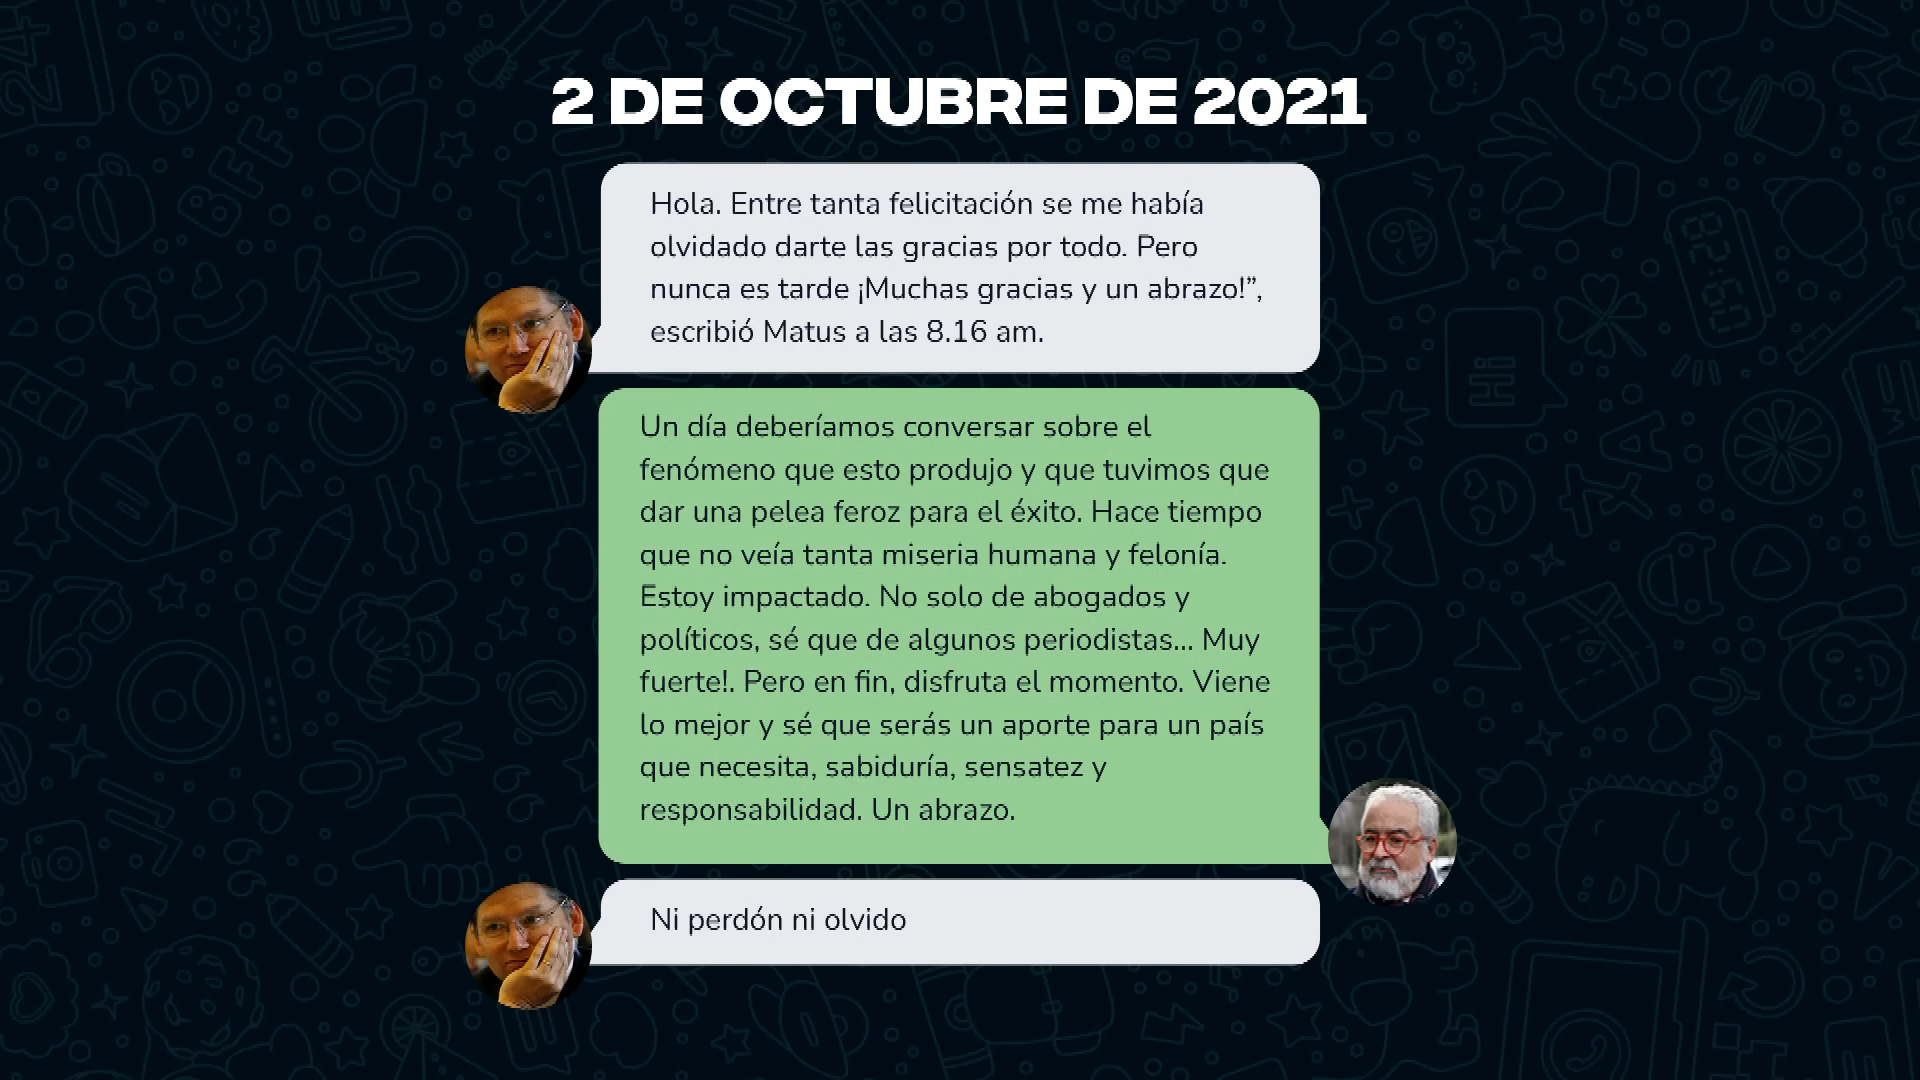 2 DE OCTUBRE DE 2021
Hola. Entre tanta felicitación se me había
olvidado darte las gracias por todo. Pero
nunca es tarde ¡Muchas gracias y un abrazo!”,
escribió Matus a las 8.16 am.
Un día deberíamos conversar sobre el
fenómeno que esto produjo y que tuvimos que
dar una pelea feroz para el éxito. Hace tiempo
que no veía tanta miseria humana y felonía.
Estoy impactado. No solo de abogados y
políticos, sé que de algunos periodistas... Muy
fuerte!. Pero en fin, disfruta el momento. Viene
lo mejor y sé que serás un aporte para un país
que necesita, sabiduría, sensatez y
responsabilidad. Un abrazo.
Ni perdón ni olvido